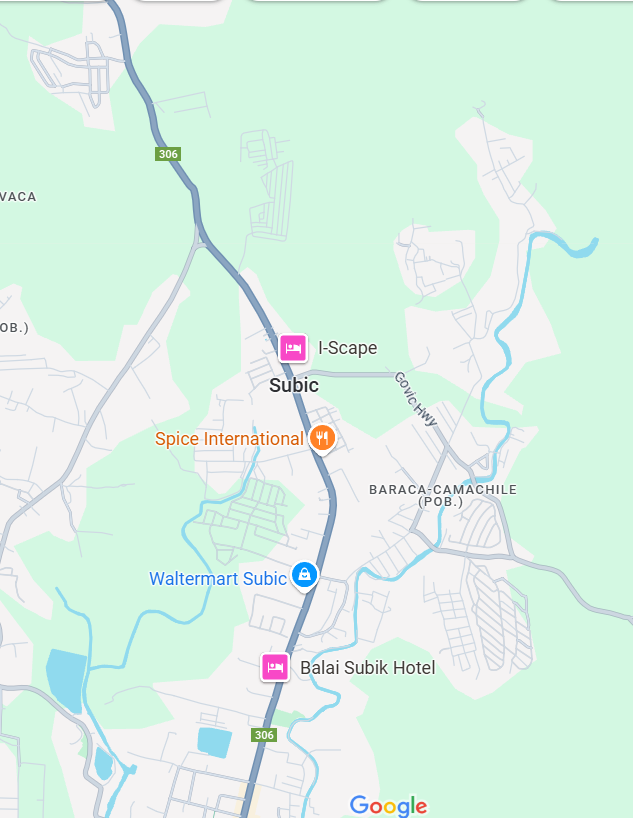 306
VACA
OB.)
I-Scape
Subic
Govic Hwy
Spice International
BARACA-CAMACHILE
(POB.)
Waltermart Subic
Balai Subik Hotel
306
Google